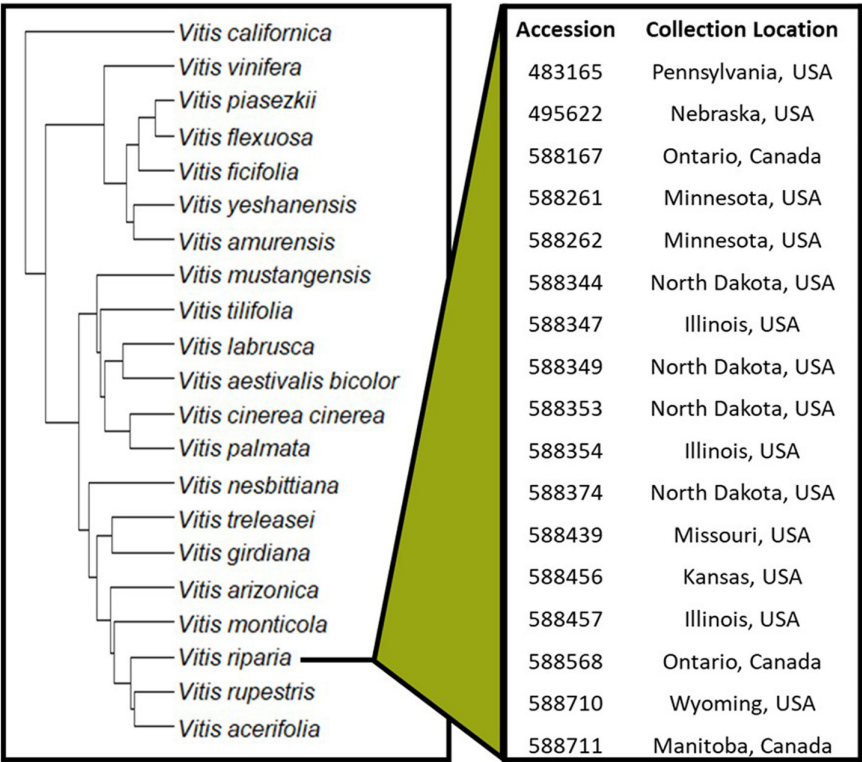 Vitis californica
Vitis vinifera
Vitis piasezkii
Vitis flexuosa
Vitis ficifolia
Vitis yeshanensis
Vitis amurensis
Vitis mustangensis
Vitis tilifolia
Vitis labrusca
Vitis aestivalis bicolor
Vitis cinerea cinerea
Vitis palmata
Vitis nesbittiana
Vitis treleasei
Vitis girdiana
Vitis arizonica
Vitis monticola
Vitis riparia
Vitis rupestris
Vitis acerifolia
Accession Collection Location
483165 Pennsylvania, USA
495622 Nebraska, USA
588167 Ontario, Canada
588261 Minnesota, USA
588262 Minnesota, USA
588344 North Dakota, USA
588347 Illinois, USA
588349 North Dakota, USA
588353 North Dakota, USA
588354 Illinois, USA
588374 North Dakota, USA
588439 Missouri, USA
588456 Kansas, USA
588457 Illinois, USA
588568 Ontario, Canada
588710 Wyoming, USA
588711 Manitoba, Canada